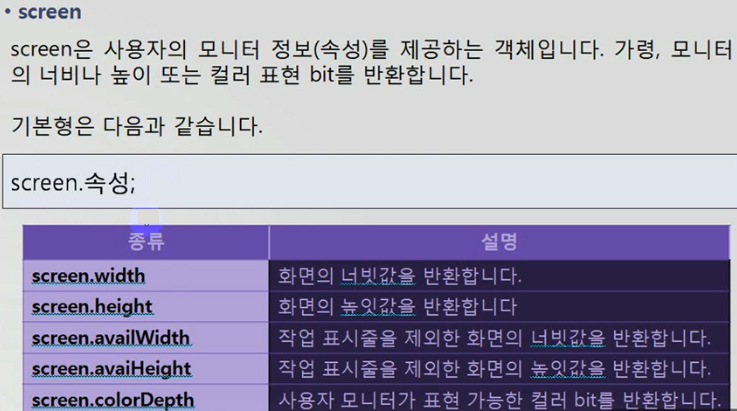 • screen
screen은 사용자의 모니터 정보(속성)를 제공하는 객체입니다. 가령, 모니터
의 너비나 높이 또는 컬러 표현 bit를 반환합니다.
기본형은 다음과 같습니다.
screen.속성;
종류 설명
screen.width 화면의 너빗값을 반환합니다.
screen.height 화면의 높잇값을 반환합니다
screen.availWidth 작업 표시줄을 제외한 화면의 너빗값을 반환합니다.
screen.avaiHeight 작업 표시줄을 제외한 화면의 높잇값을 반환합니다.
screen.colorDepth 사용자 모니터가 표현 가능한 컬러 bit를 반환합니다.